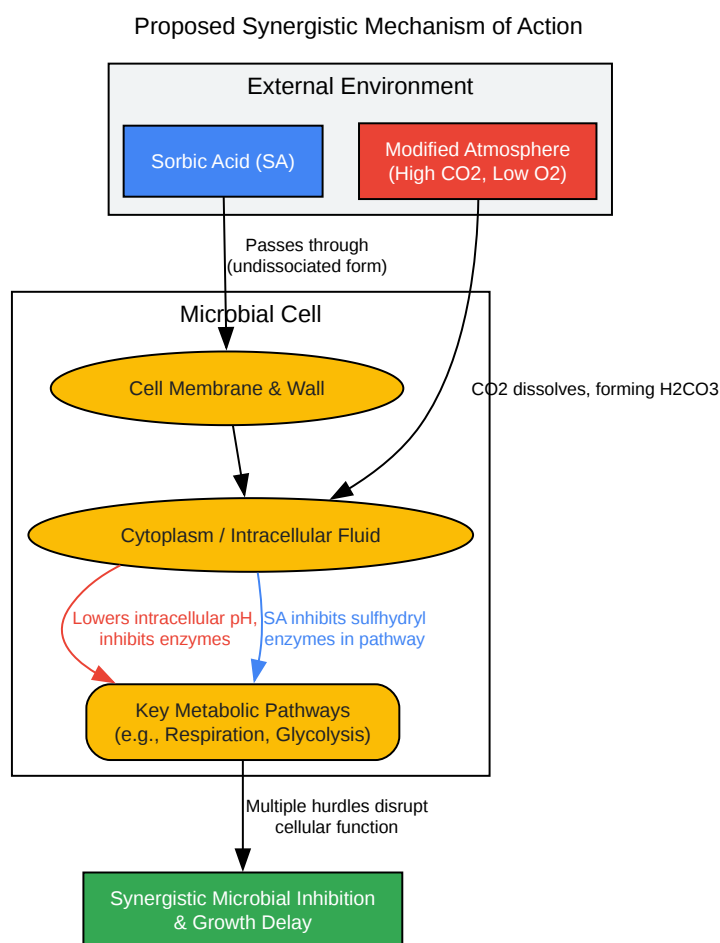 Proposed Synergistic Mechanism of Action
External Environment
Sorbic Acid (SA)
Modified Atmosphere
(High CO2, Low O2)
Passes through
(undissociated form)
Microbial Cell
Cell Membrane & Wall
CO2 dissolves, forming H2CO3
Cytoplasm / Intracellular Fluid
Lowers intracellular pH,
inhibits enzymes
SA inhibits sulfhydryl
enzymes in pathway
Key Metabolic Pathways
(e.g., Respiration, Glycolysis)
Multiple hurdles disrupt
cellular function
Synergistic Microbial Inhibition
& Growth Delay